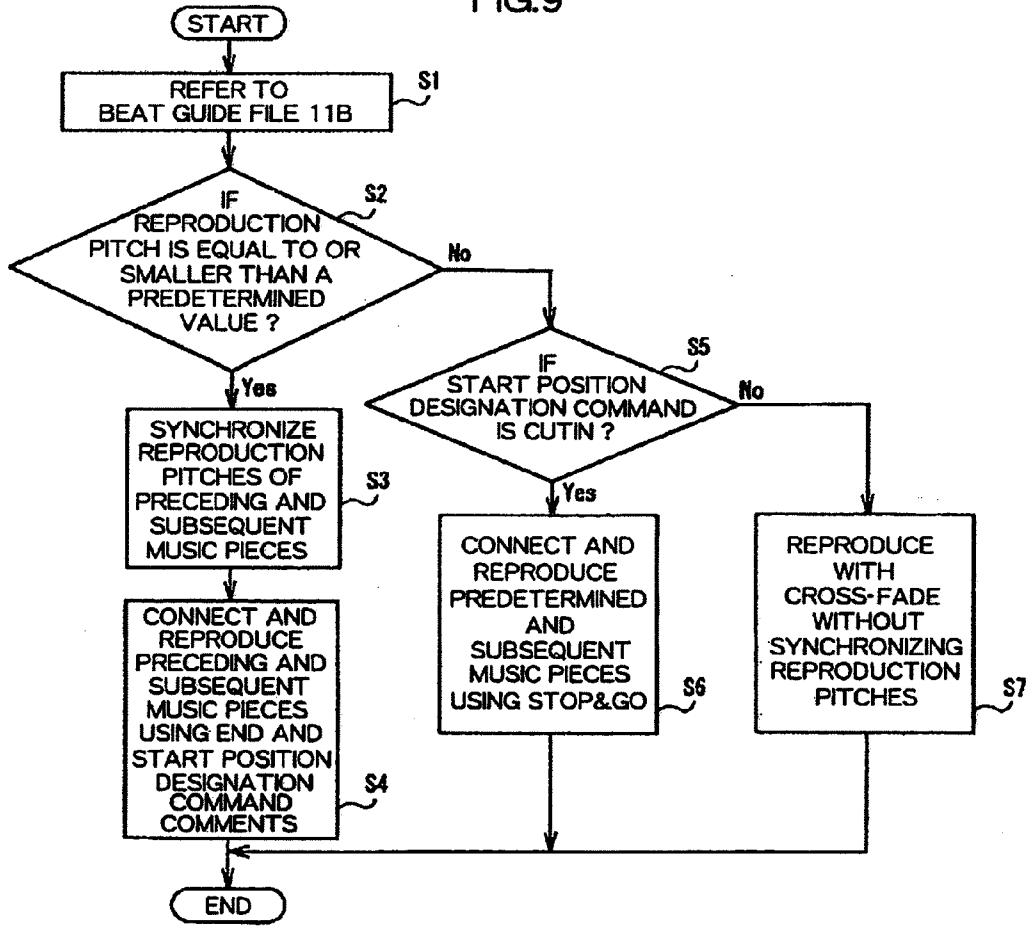 FIG.9
START
REFER TO
BEAT GUIDE FILE 11B
S1
IF
REPRODUCTION
PITCH IS EQUAL TO OR
SMALLER THAN A
PREDETERMINED
VALUE ?
S2
No
Yes
SYNCHRONIZE
REPRODUCTION
PITCHES OF
PRECEDING AND
SUBSEQUENT
MUSIC PIECES
S3
CONNECT AND
REPRODUCE
PRECEDING AND
SUBSEQUENT
MUSIC PIECES
USING END AND
START POSITION
DESIGNATION
COMMAND
COMMENTS
S4
IF
START POSITION
DESIGNATION COMMAND
IS CUTIN ?
S5
No
Yes
CONNECT AND
REPRODUCE
PREDETERMINED
AND
SUBSEQUENT
MUSIC PIECES
USING STOP&GO
S6
REPRODUCE
WITH
CROSS-FADE
WITHOUT
SYNCHRONIZING
REPRODUCTION
PITCHES
S7
END